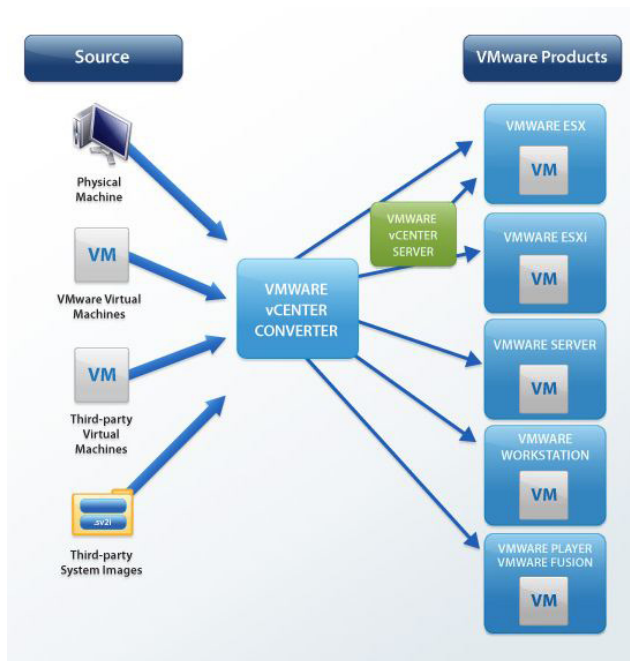 Source
VMware Products
Physical
Machine
VM
VMware Virtual
Machines
VM
Third-party
Virtual
Machines
.sv2i
Third-party
System Images
VMWARE
vCENTER
CONVERTER
VMWARE
vCENTER
SERVER
VMWARE ESX
VM
VMWARE ESXi
VM
VMWARE SERVER
VM
VMWARE
WORKSTATION
VM
VMWARE PLAYER
VMWARE FUSION
VM